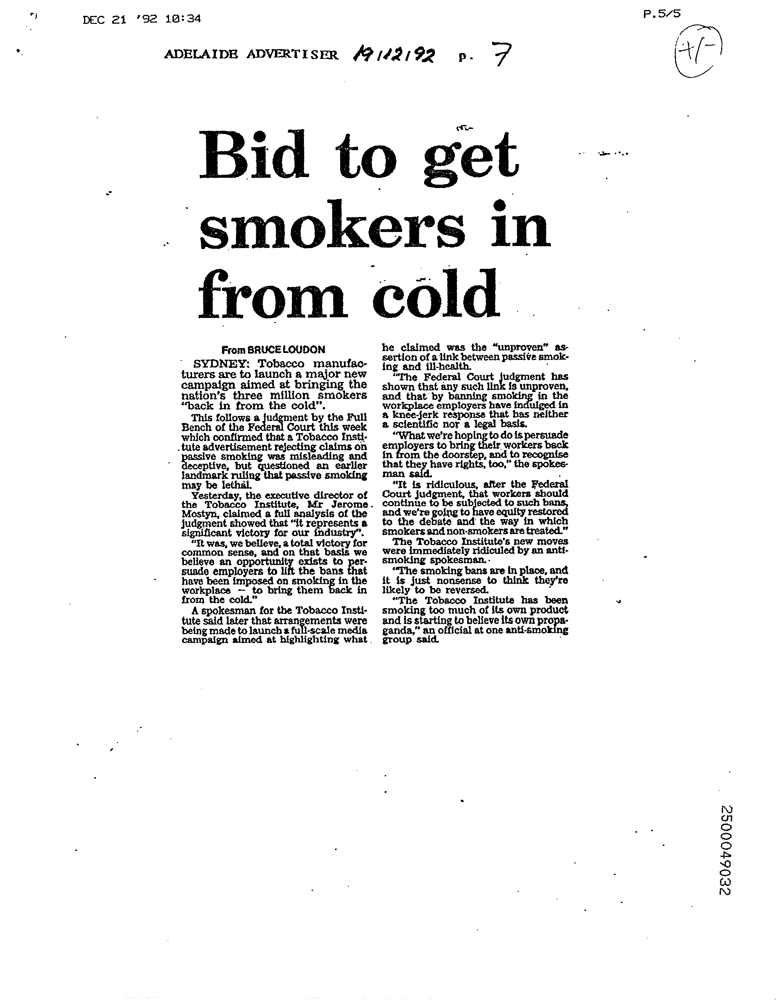 DEC 21 '92 10:34
P.5/5
ADELAIDE ADVERTISER 19/12/92 p. 7
+/-
Bid to get
smokers in
from cold
From BRUCE LOUDON
SYDNEY: Tobacco manufac-
turers are to launch a major new
campaign aimed at bringing the
nation's three million smokers
"back in from the cold".
This follows a judgment by the Full
Bench of the Federal Court this week
which confirmed that a Tobacco Insti-
tute advertisement rejecting claims on
passive smoking was misleading and
deceptive, but questioned an earlier
landmark ruling that passive smoking
may be lethal.
Yesterday, the executive director of
the Tobacco Institute, Mr Jerome
Mostyn, claimed a full analysis of the
judgment showed that "it represents a
significant victory for our industry".
"It was, we believe, a total victory for
common sense, and on that basis we
believe an opportunity exists to per-
suade employers to lift the bans that
have been imposed on smoking in the
workplace — to bring them back in
from the cold."
A spokesman for the Tobacco Insti-
tute said later that arrangements were
being made to launch a full-scale media
campaign aimed at highlighting what
he claimed was the "unproven" as-
sertion of a link between passive smok-
ing and ill-health.
"The Federal Court judgment has
shown that any such link is unproven,
and that by banning smoking in the
workplace employers have indulged in
a knee-jerk response that has neither
a scientific nor a legal basis.
"What we're hoping to do is persuade
employers to bring their workers back
in from the doorstep, and to recognise
that they have rights, too," the spokes-
man said.
"It is ridiculous, after the Federal
Court judgment, that workers should
continue to be subjected to such bans,
and we're going to have equity restored
to the debate and the way in which
smokers and non-smokers are treated."
The Tobacco Institute's new moves
were immediately ridiculed by an anti-
smoking spokesman.
"The smoking bans are in place, and
it is just nonsense to think they're
likely to be reversed.
"The Tobacco Institute has been
smoking too much of its own product
and is starting to believe its own propa-
ganda," an official at one anti-smoking
group said.
2500049032